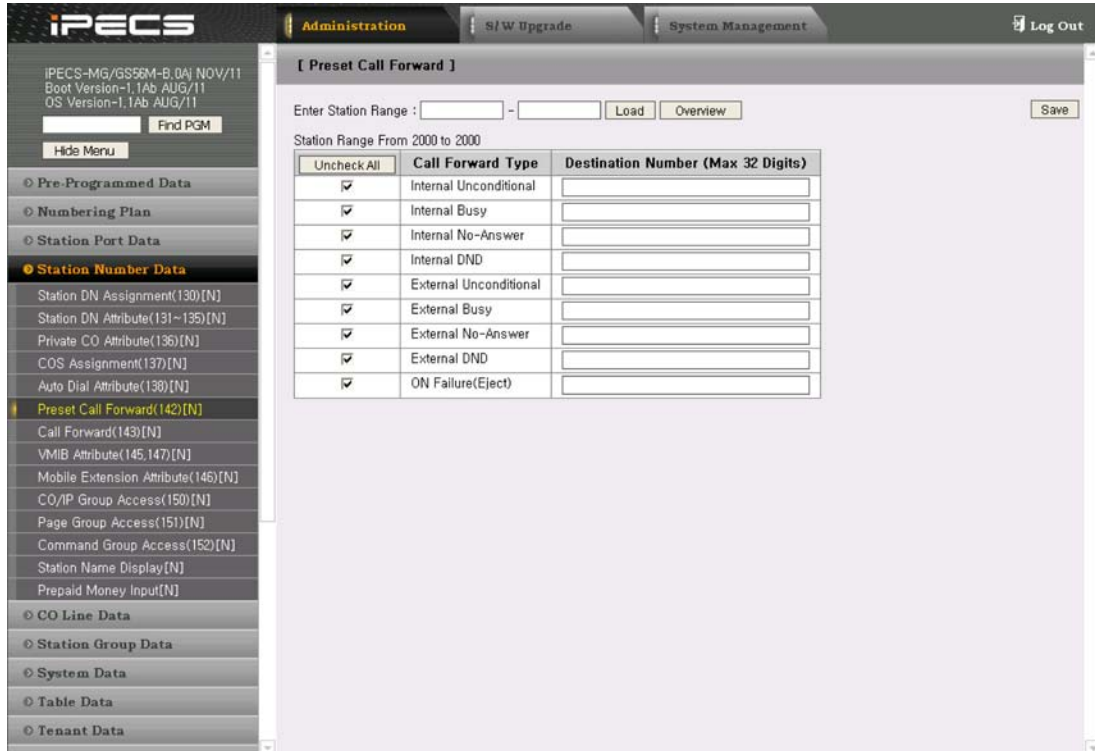 iPECS
Administration
S/W Upgrade
System Management
Log Out
iPECS-MG/GS56M-B.0Aj NOV/11
Boot Version-1.1Ab AUG/11
OS Version-1.1Ab AUG/11
Find PGM
Hide Menu
Pre-Programmed Data
Numbering Plan
Station Port Data
Station Number Data
Station DN Assignment(130)[N]
Station DN Attribute(131~135)[N]
Private CO Attribute(136)[N]
COS Assignment(137)[N]
Auto Dial Attribute(138)[N]
Preset Call Forward(142)[N]
Call Forward(143)[N]
VMIB Attribute(145,147)[N]
Mobile Extension Attribute(146)[N]
CO/IP Group Access(150)[N]
Page Group Access(151)[N]
Command Group Access(152)[N]
Station Name Display[N]
Prepaid Money Input[N]
CO Line Data
Station Group Data
System Data
Table Data
Tenant Data
[ Preset Call Forward ]
Enter Station Range : - Load Overview Save
Station Range From 2000 to 2000
Uncheck All Call Forward Type Destination Number (Max 32 Digits)
Internal Unconditional
Internal Busy
Internal No-Answer
Internal DND
External Unconditional
External Busy
External No-Answer
External DND
ON Failure(Eject)